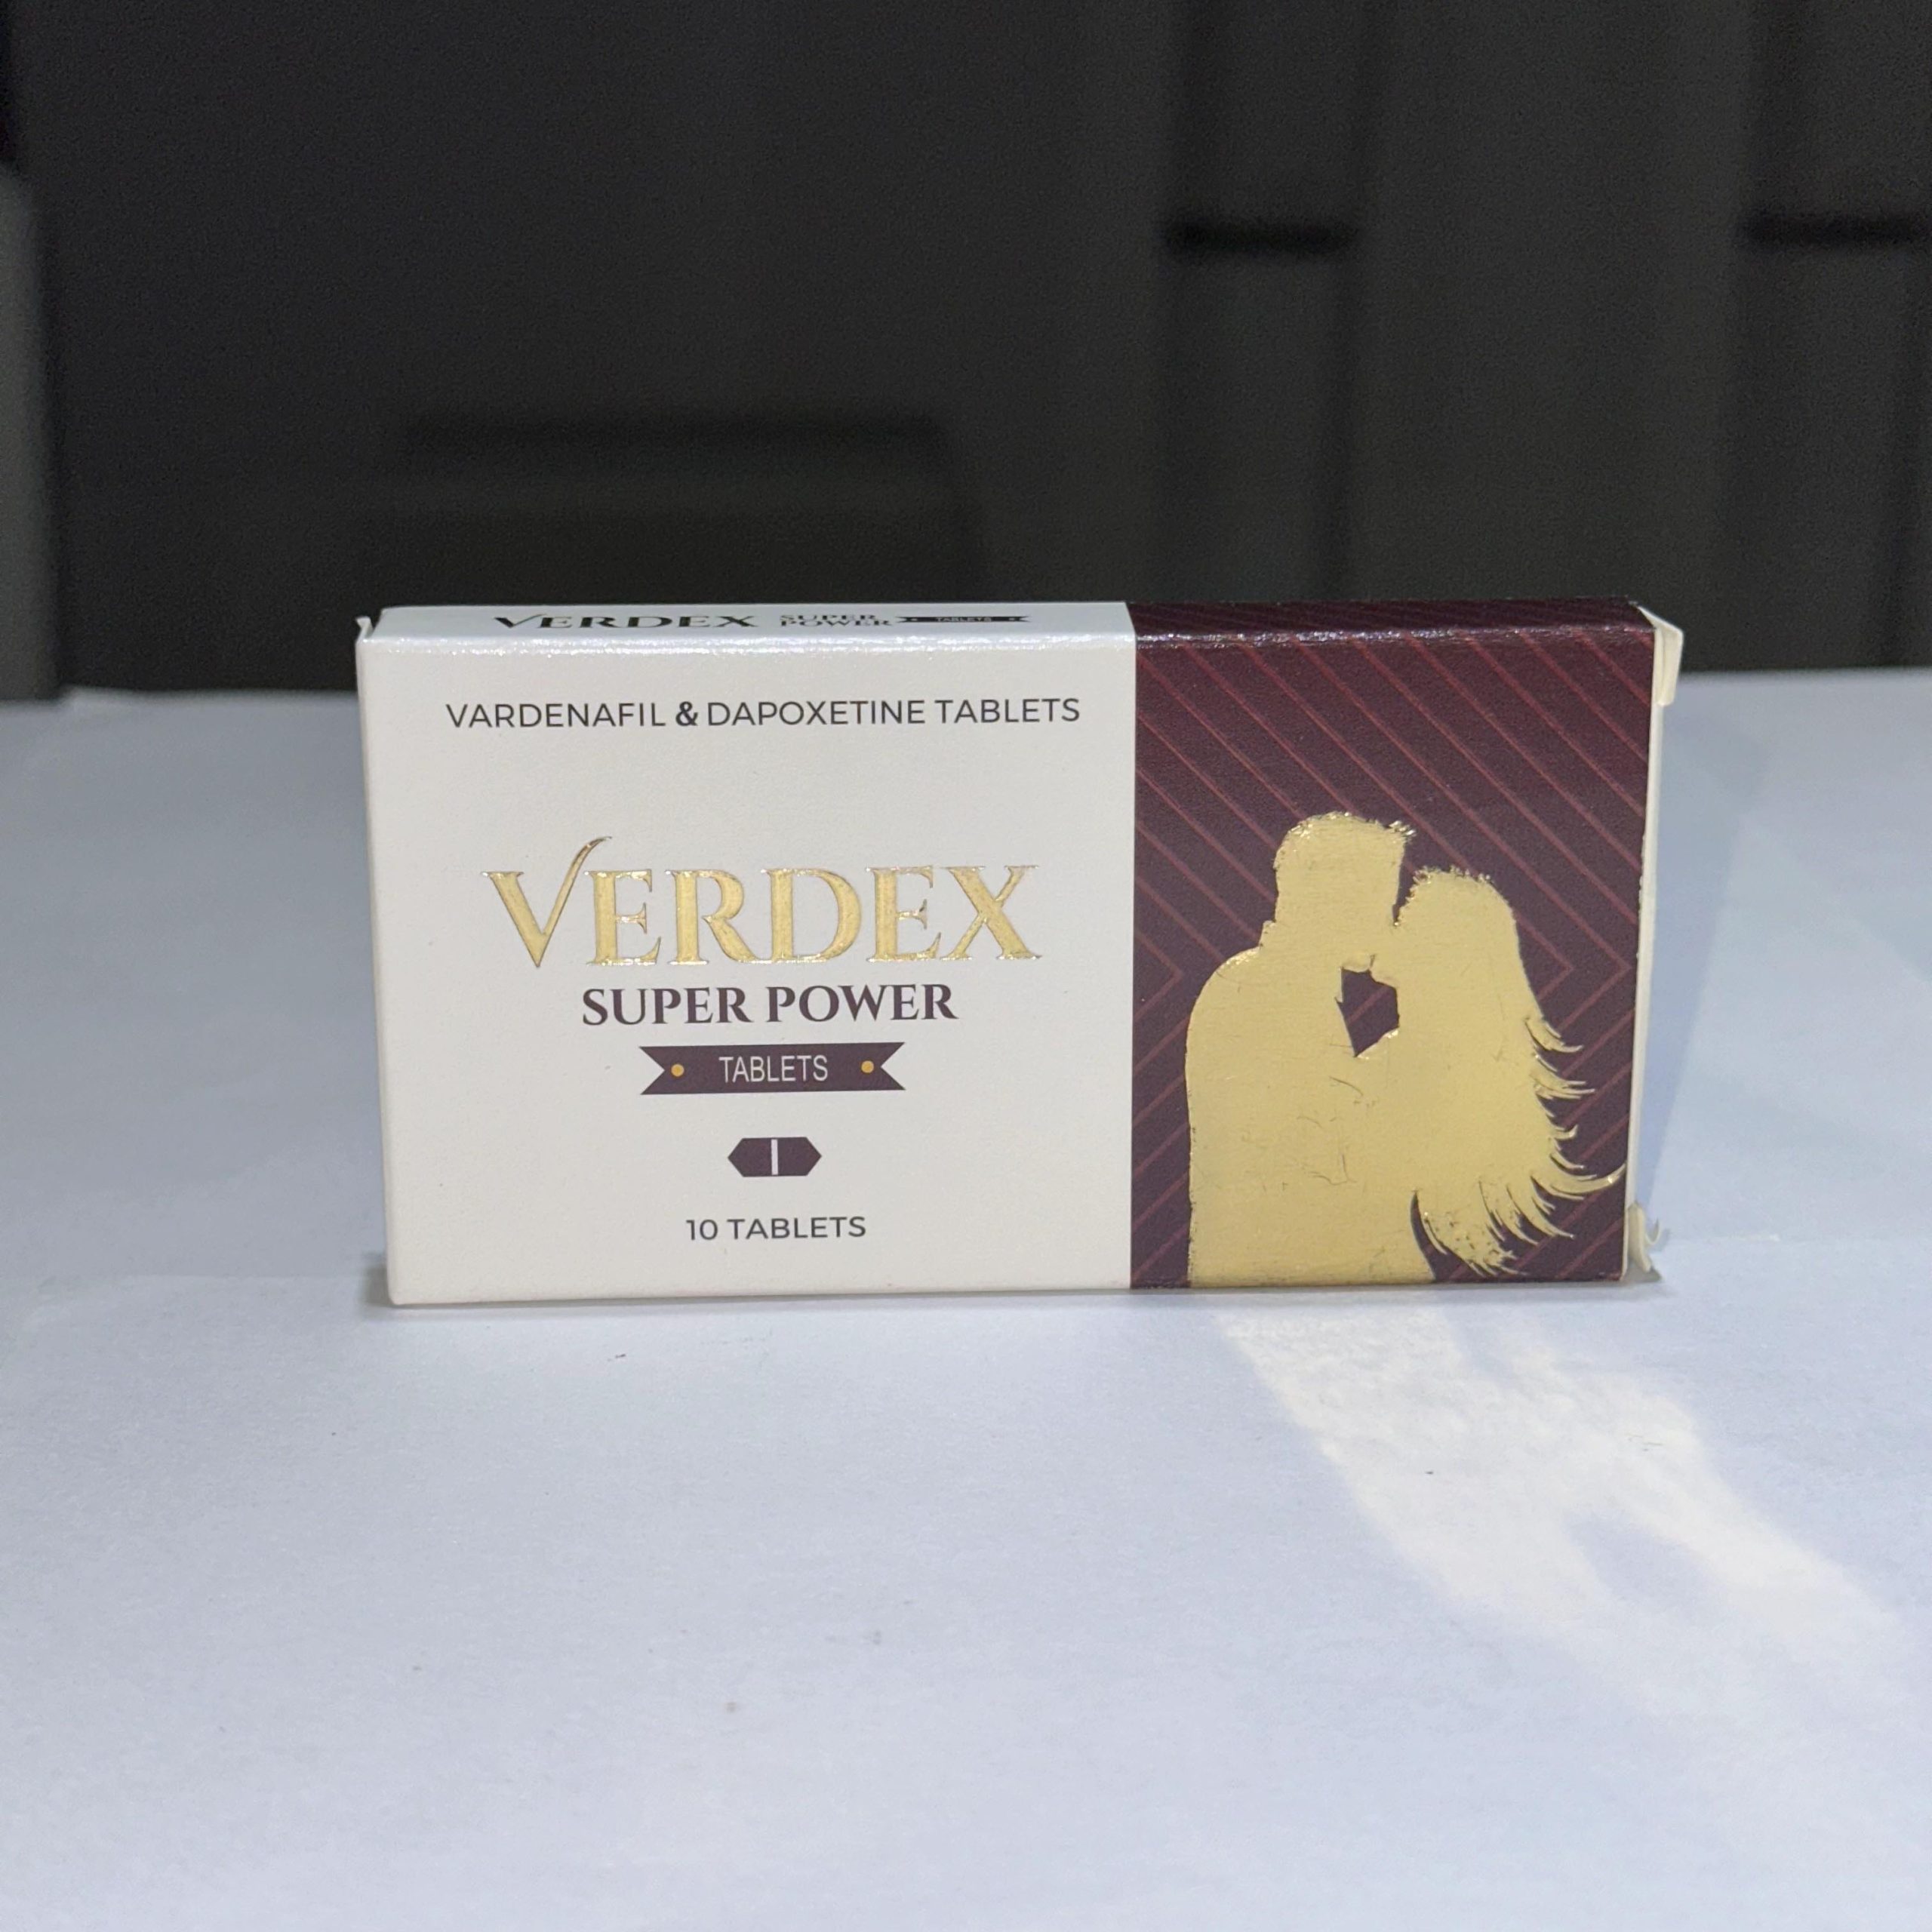 VERDEX SUPER POWER TABLETS
VARDENAFIL & DAPOXETINE TABLETS
VERDEX
SUPER POWER
TABLETS
10 TABLETS